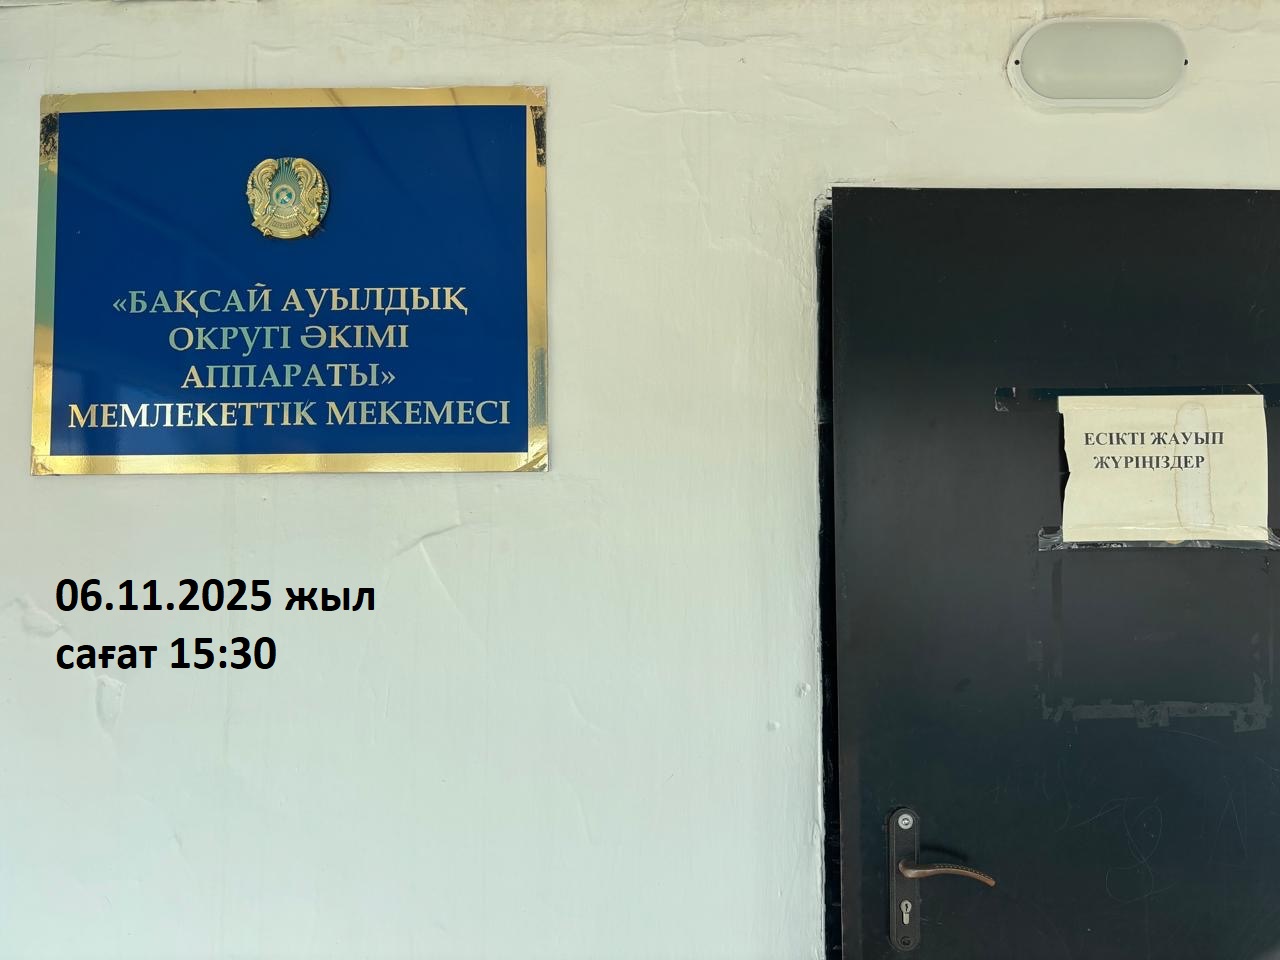 «БАҚСАЙ АУЫЛДЫҚ
ОКРУГІ ӘКІМІ
АППАРАТЫ»
МЕМЛЕКЕТТІК МЕКЕМЕСІ
ЕСІКТІ ЖАУЫП
ЖҮРІҢІЗДЕР
06.11.2025 жыл
сағат 15:30